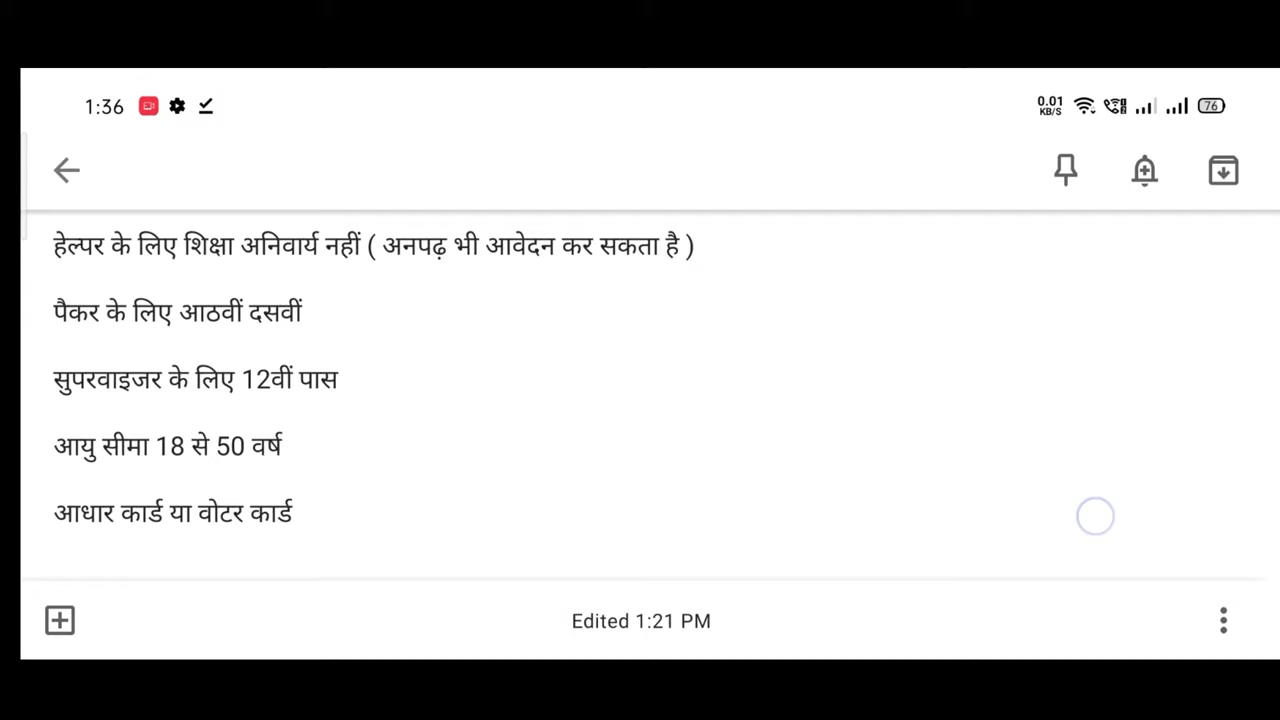 1:36
0.01
KB/S
76
हेल्पर के लिए शिक्षा अनिवार्य नहीं ( अनपढ़ भी आवेदन कर सकता है )
पैकर के लिए आठवीं दसवीं
सुपरवाइजर के लिए 12वीं पास
आयु सीमा 18 से 50 वर्ष
आधार कार्ड या वोटर कार्ड
Edited 1:21 PM